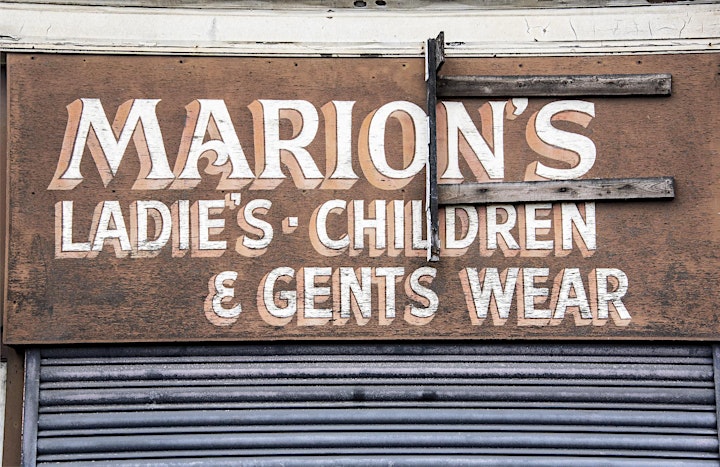 MARION'S
LADIE'S · CHILDREN
& GENTS WEAR